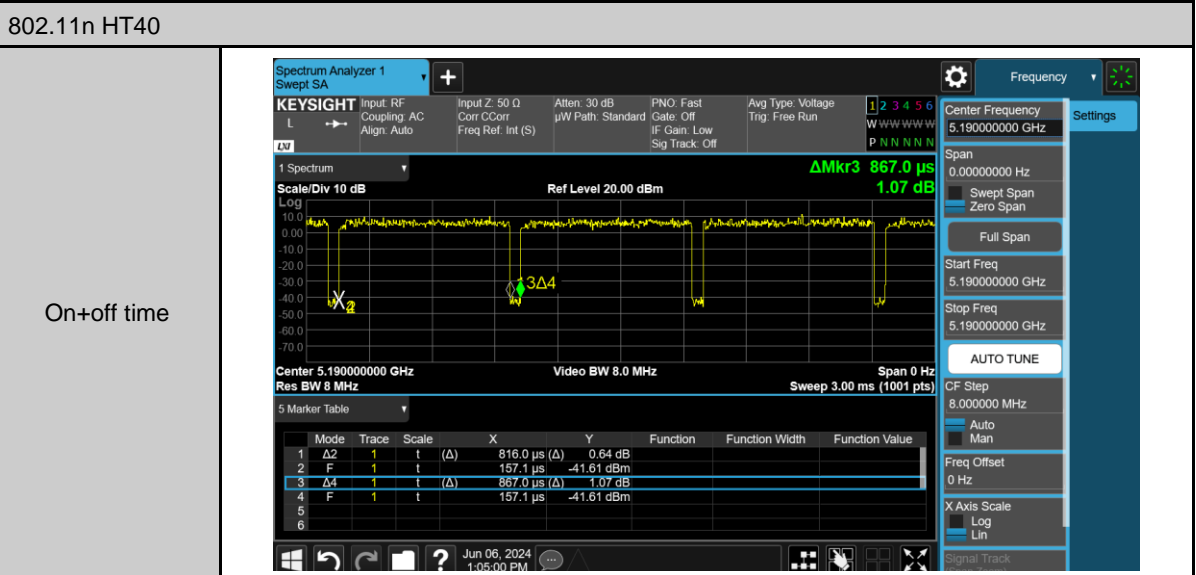 802.11n HT40
On+off time
Spectrum Analyzer 1
Swept SA
Frequency
KEYSIGHT
L
LXI
Input: RF
Coupling: AC
Align: Auto
Input Z: 50 Ω
Corr CCorr
Freq Ref: Int (S)
Atten: 30 dB
µW Path: Standard
PNO: Fast
Gate: Off
IF Gain: Low
Sig Track: Off
Avg Type: Voltage
Trig: Free Run
1 2 3 4 5 6
W W W W W W
P N N N N N
1 Spectrum
ΔMkr3 867.0 µs
1.07 dB
Scale/Div 10 dB
Ref Level 20.00 dBm
Log
10.0
0.00
-10.0
-20.0
-30.0
-40.0
-50.0
-60.0
-70.0
3Δ4
Center 5.190000000 GHz
Video BW 8.0 MHz
Span 0 Hz
Res BW 8 MHz
Sweep 3.00 ms (1001 pts)
5 Marker Table
Mode Trace Scale X Y Function Function Width Function Value
1 Δ2 1 t (Δ) 816.0 µs (Δ) 0.64 dB
2 F 1 t 157.1 µs -41.61 dBm
3 Δ4 1 t (Δ) 867.0 µs (Δ) 1.07 dB
4 F 1 t 157.1 µs -41.61 dBm
5
6
?
Jun 06, 2024
1:05:00 PM
Center Frequency
5.190000000 GHz
Settings
Span
0.00000000 Hz
Swept Span
Zero Span
Full Span
Start Freq
5.190000000 GHz
Stop Freq
5.190000000 GHz
AUTO TUNE
CF Step
8.000000 MHz
Auto
Man
Freq Offset
0 Hz
X Axis Scale
Log
Lin
Signal Track